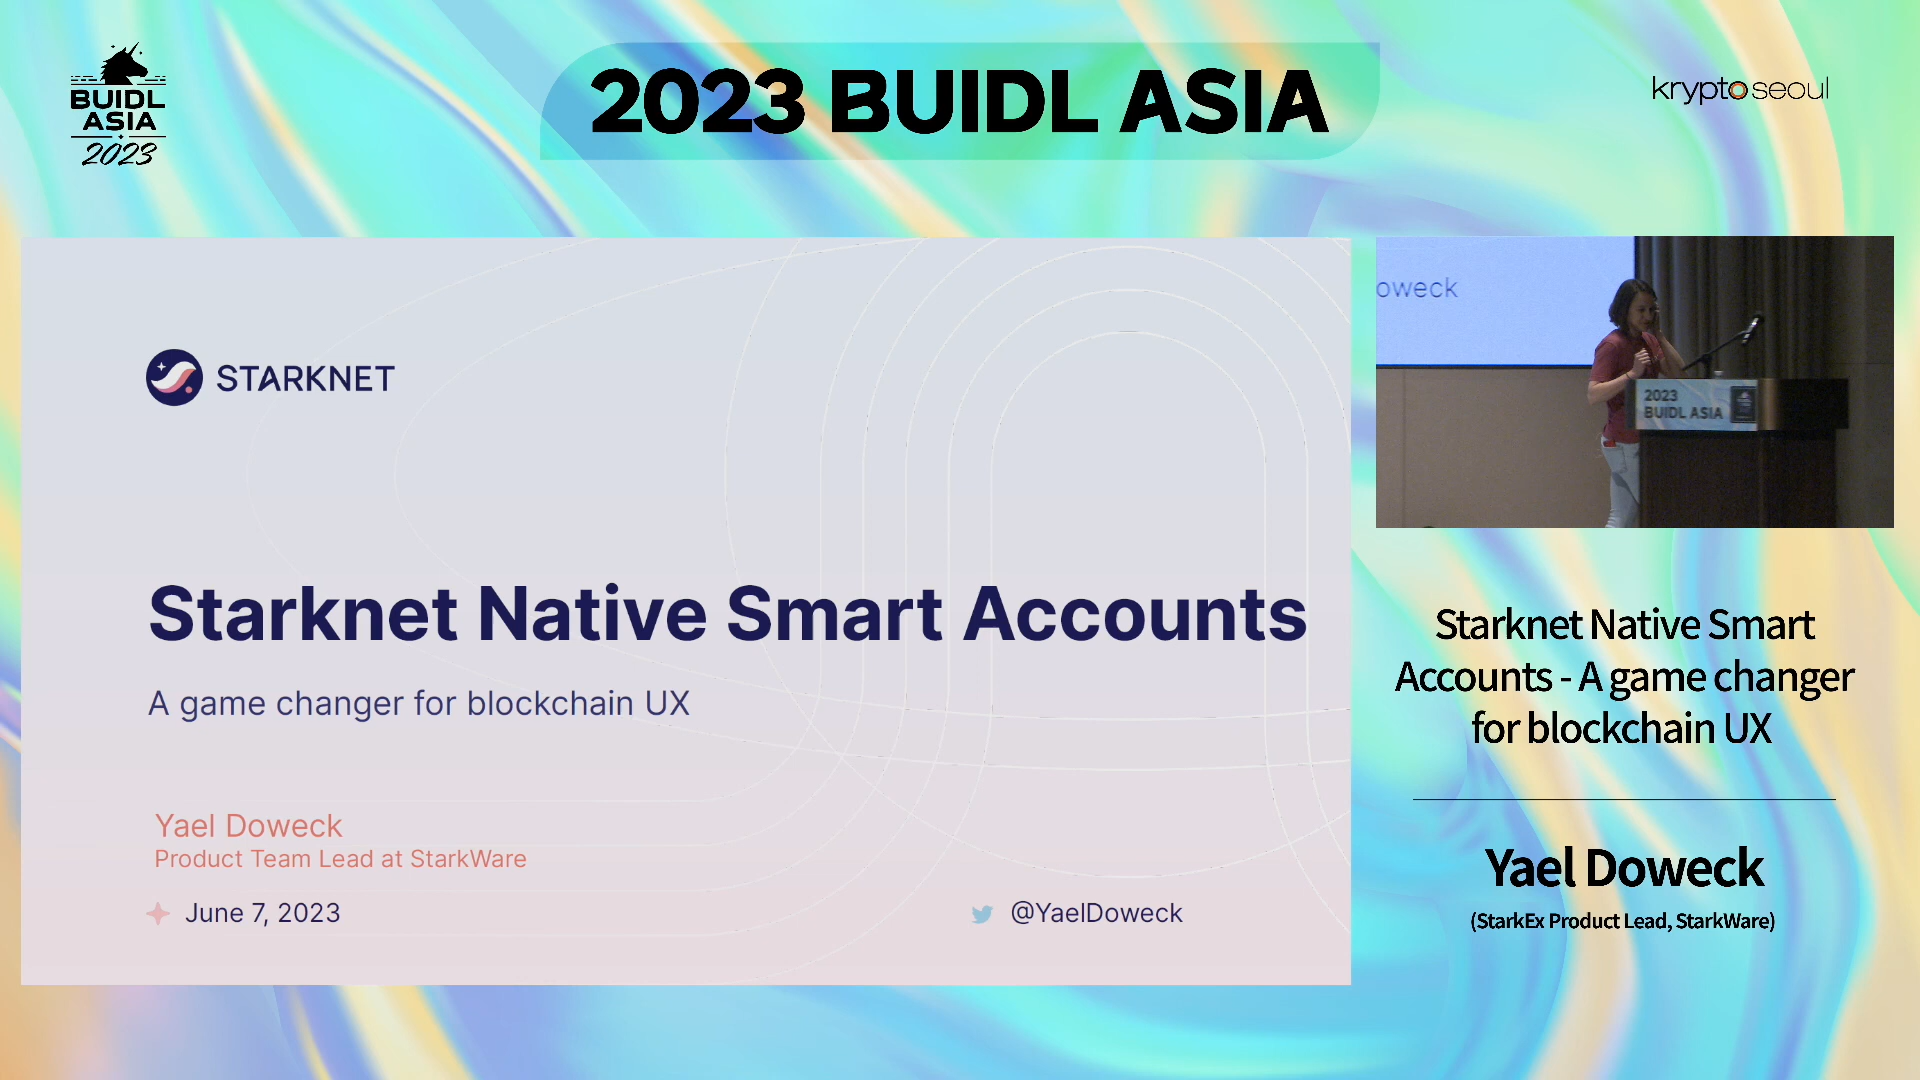 BUIDL
ASIA
2023
2023 BUIDL ASIA
kryptoseoul
STARKNET
Starknet Native Smart Accounts
A game changer for blockchain UX
Yael Doweck
Product Team Lead at StarkWare
June 7, 2023
@YaelDoweck
oweck
2023
BUIDL ASIA
Starknet Native Smart
Accounts - A game changer
for blockchain UX
Yael Doweck
(StarkEx Product Lead, StarkWare)